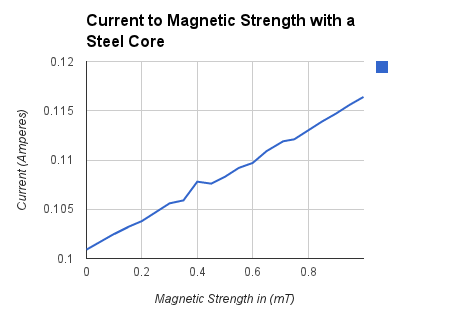 Current to Magnetic Strength with a
Steel Core
0.12
0.115
0.11
0.105
0.1
Current (Amperes)
0 0.2 0.4 0.6 0.8
Magnetic Strength in (mT)